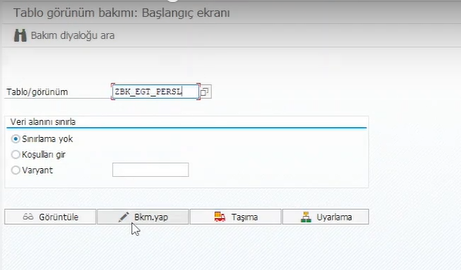 Tablo görünüm bakımı: Başlangıç ekranı
Bakım diyaloğu ara
Tablo/görünüm ZBK_EGT_PERSL
Veri alanını sınırla
Sınırlama yok
Koşulları gir
Varyant
Görüntüle Bkm.yap Taşıma Uyarlama